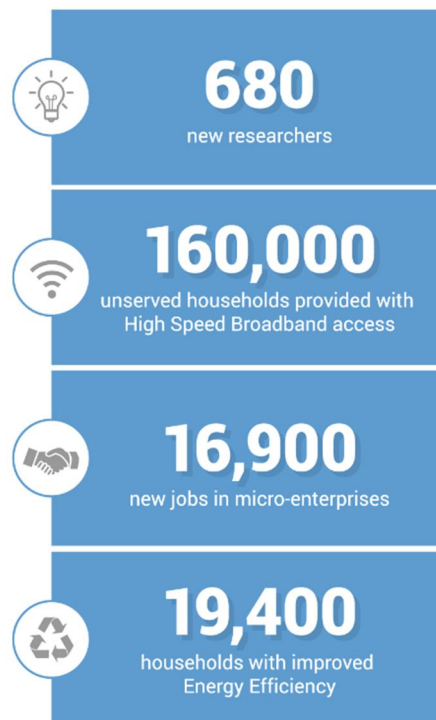 680
new researchers
160,000
unserved households provided with
High Speed Broadband access
16,900
new jobs in micro-enterprises
19,400
households with improved
Energy Efficiency